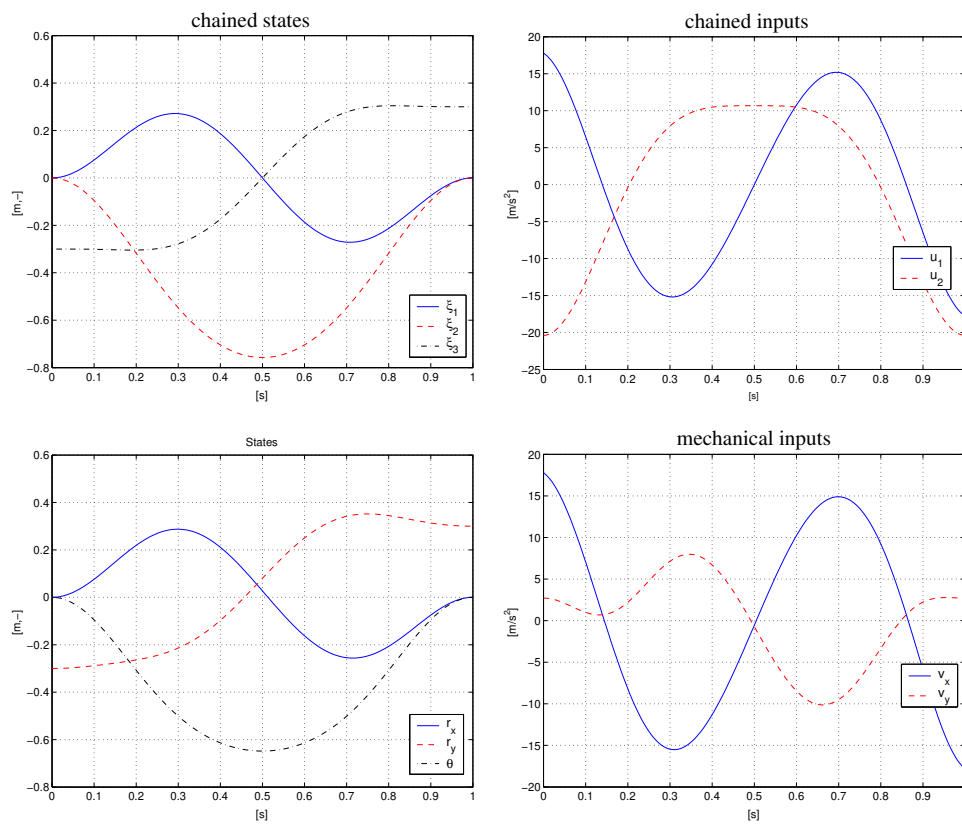 chained states
0.6
0.4
0.2
0
−0.2
−0.4
−0.6
−0.8
[m,−]
0 0.1 0.2 0.3 0.4 0.5 0.6 0.7 0.8 0.9 1
[s]
ξ1
ξ2
ξ3
chained inputs
20
15
10
5
0
−5
−10
−15
−20
−25
[m/s²]
0 0.1 0.2 0.3 0.4 0.5 0.6 0.7 0.8 0.9
[s]
u1
u2
States
0.6
0.4
0.2
0
−0.2
−0.4
−0.6
−0.8
[m,−]
0 0.1 0.2 0.3 0.4 0.5 0.6 0.7 0.8 0.9 1
[s]
r_x
r_y
θ
mechanical inputs
20
15
10
5
0
−5
−10
−15
−20
[m/s²]
0 0.1 0.2 0.3 0.4 0.5 0.6 0.7 0.8 0.9
[s]
v_x
v_y